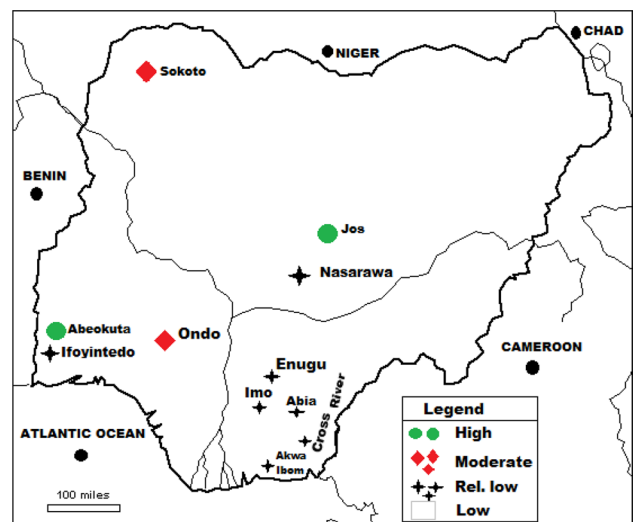 CHAD
NIGER
Sokoto
BENIN
Jos
Nasarawa
Abeokuta
Ondo
Ifoyintedo
CAMEROON
Enugu
Imo
Abia
Cross River
Akwa
Ibom
ATLANTIC OCEAN
100 miles
Legend
High
Moderate
Rel. low
Low